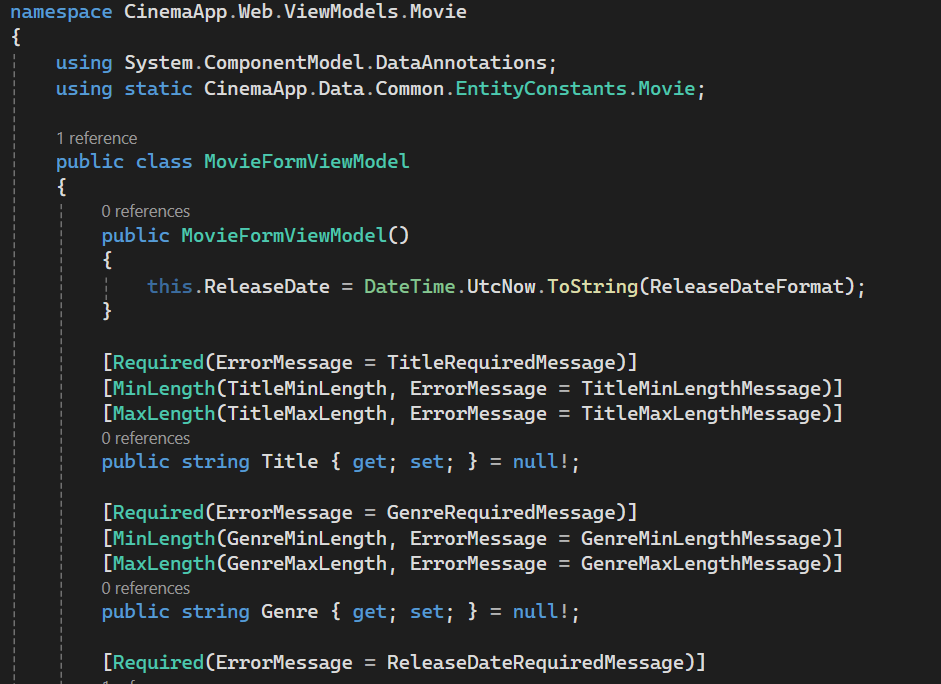 namespace CinemaApp.Web.ViewModels.Movie
{
using System.ComponentModel.DataAnnotations;
using static CinemaApp.Data.Common.EntityConstants.Movie;
1 reference
public class MovieFormViewModel
{
0 references
public MovieFormViewModel()
{
this.ReleaseDate = DateTime.UtcNow.ToString(ReleaseDateFormat);
}
[Required(ErrorMessage = TitleRequiredMessage)]
[MinLength(TitleMinLength, ErrorMessage = TitleMinLengthMessage)]
[MaxLength(TitleMaxLength, ErrorMessage = TitleMaxLengthMessage)]
0 references
public string Title { get; set; } = null!;
[Required(ErrorMessage = GenreRequiredMessage)]
[MinLength(GenreMinLength, ErrorMessage = GenreMinLengthMessage)]
[MaxLength(GenreMaxLength, ErrorMessage = GenreMaxLengthMessage)]
0 references
public string Genre { get; set; } = null!;
[Required(ErrorMessage = ReleaseDateRequiredMessage)]